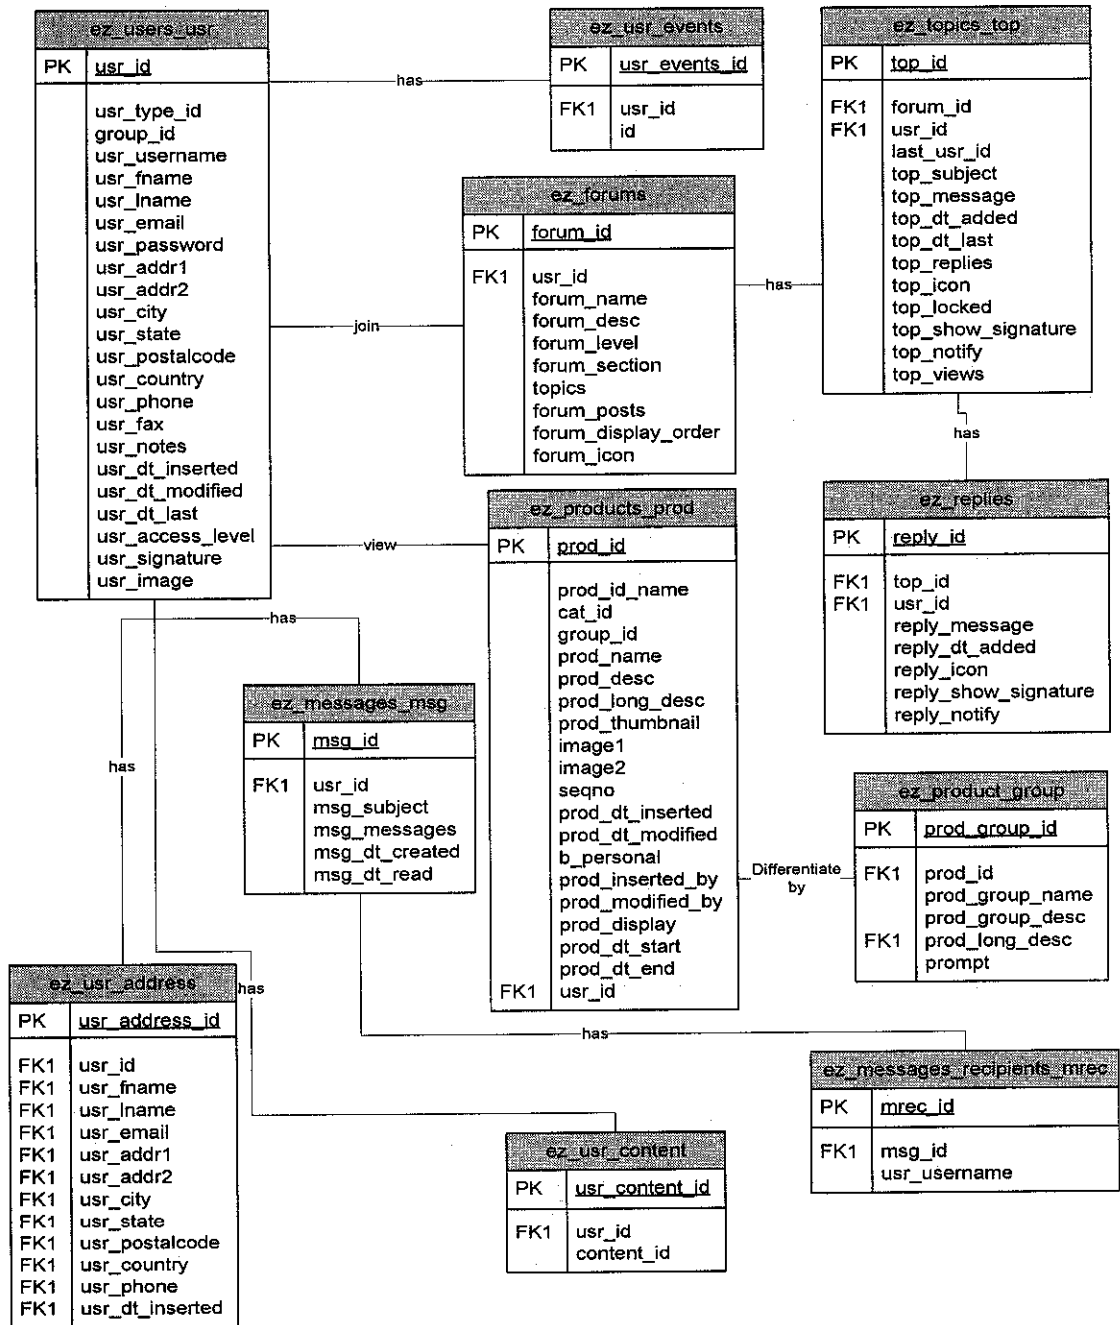 ez_users_usr
PK usr_id
usr_type_id
group_id
usr_username
usr_fname
usr_lname
usr_email
usr_password
usr_addr1
usr_addr2
usr_city
usr_state
usr_postalcode
usr_country
usr_phone
usr_fax
usr_notes
usr_dt_inserted
usr_dt_modified
usr_dt_last
usr_access_level
usr_signature
usr_image
has
ez_usr_events
PK usr_events_id
FK1 usr_id
id
join
ez_forums
PK forum_id
FK1 usr_id
forum_name
forum_desc
forum_level
forum_section
topics
forum_posts
forum_display_order
forum_icon
has
ez_topics_top
PK top_id
FK1 forum_id
FK1 usr_id
last_usr_id
top_subject
top_message
top_dt_added
top_dt_last
top_replies
top_icon
top_locked
top_show_signature
top_notify
top_views
has
ez_replies
PK reply_id
FK1 top_id
FK1 usr_id
reply_message
reply_dt_added
reply_icon
reply_show_signature
reply_notify
view
ez_products_prod
PK prod_id
prod_id_name
cat_id
group_id
prod_name
prod_desc
prod_long_desc
prod_thumbnail
image1
image2
seqno
prod_dt_inserted
prod_dt_modified
b_personal
prod_inserted_by
prod_modified_by
prod_display
prod_dt_start
prod_dt_end
FK1 usr_id
Differentiate
by
ez_product_group
PK prod_group_id
FK1 prod_id
prod_group_name
prod_group_desc
FK1 prod_long_desc
prompt
has
ez_messages_msg
PK msg_id
FK1 usr_id
msg_subject
msg_messages
msg_dt_created
msg_dt_read
has
ez_messages_recipients_mrec
PK mrec_id
FK1 msg_id
usr_username
has
ez_usr_address
PK usr_address_id
FK1 usr_id
FK1 usr_fname
FK1 usr_lname
FK1 usr_email
FK1 usr_addr1
FK1 usr_addr2
FK1 usr_city
FK1 usr_state
FK1 usr_postalcode
FK1 usr_country
FK1 usr_phone
FK1 usr_dt_inserted
has
ez_usr_content
PK usr_content_id
FK1 usr_id
content_id